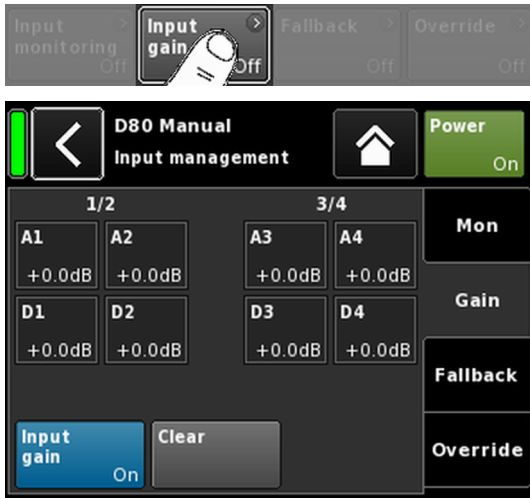 Input monitoring Off
Input gain Off
Fallback Off
Override Off
D80 Manual
Input management
Power On
1/2 3/4
A1 A2 A3 A4
+0.0dB +0.0dB +0.0dB +0.0dB
D1 D2 D3 D4
+0.0dB +0.0dB +0.0dB +0.0dB
Mon
Gain
Fallback
Override
Input gain On
Clear